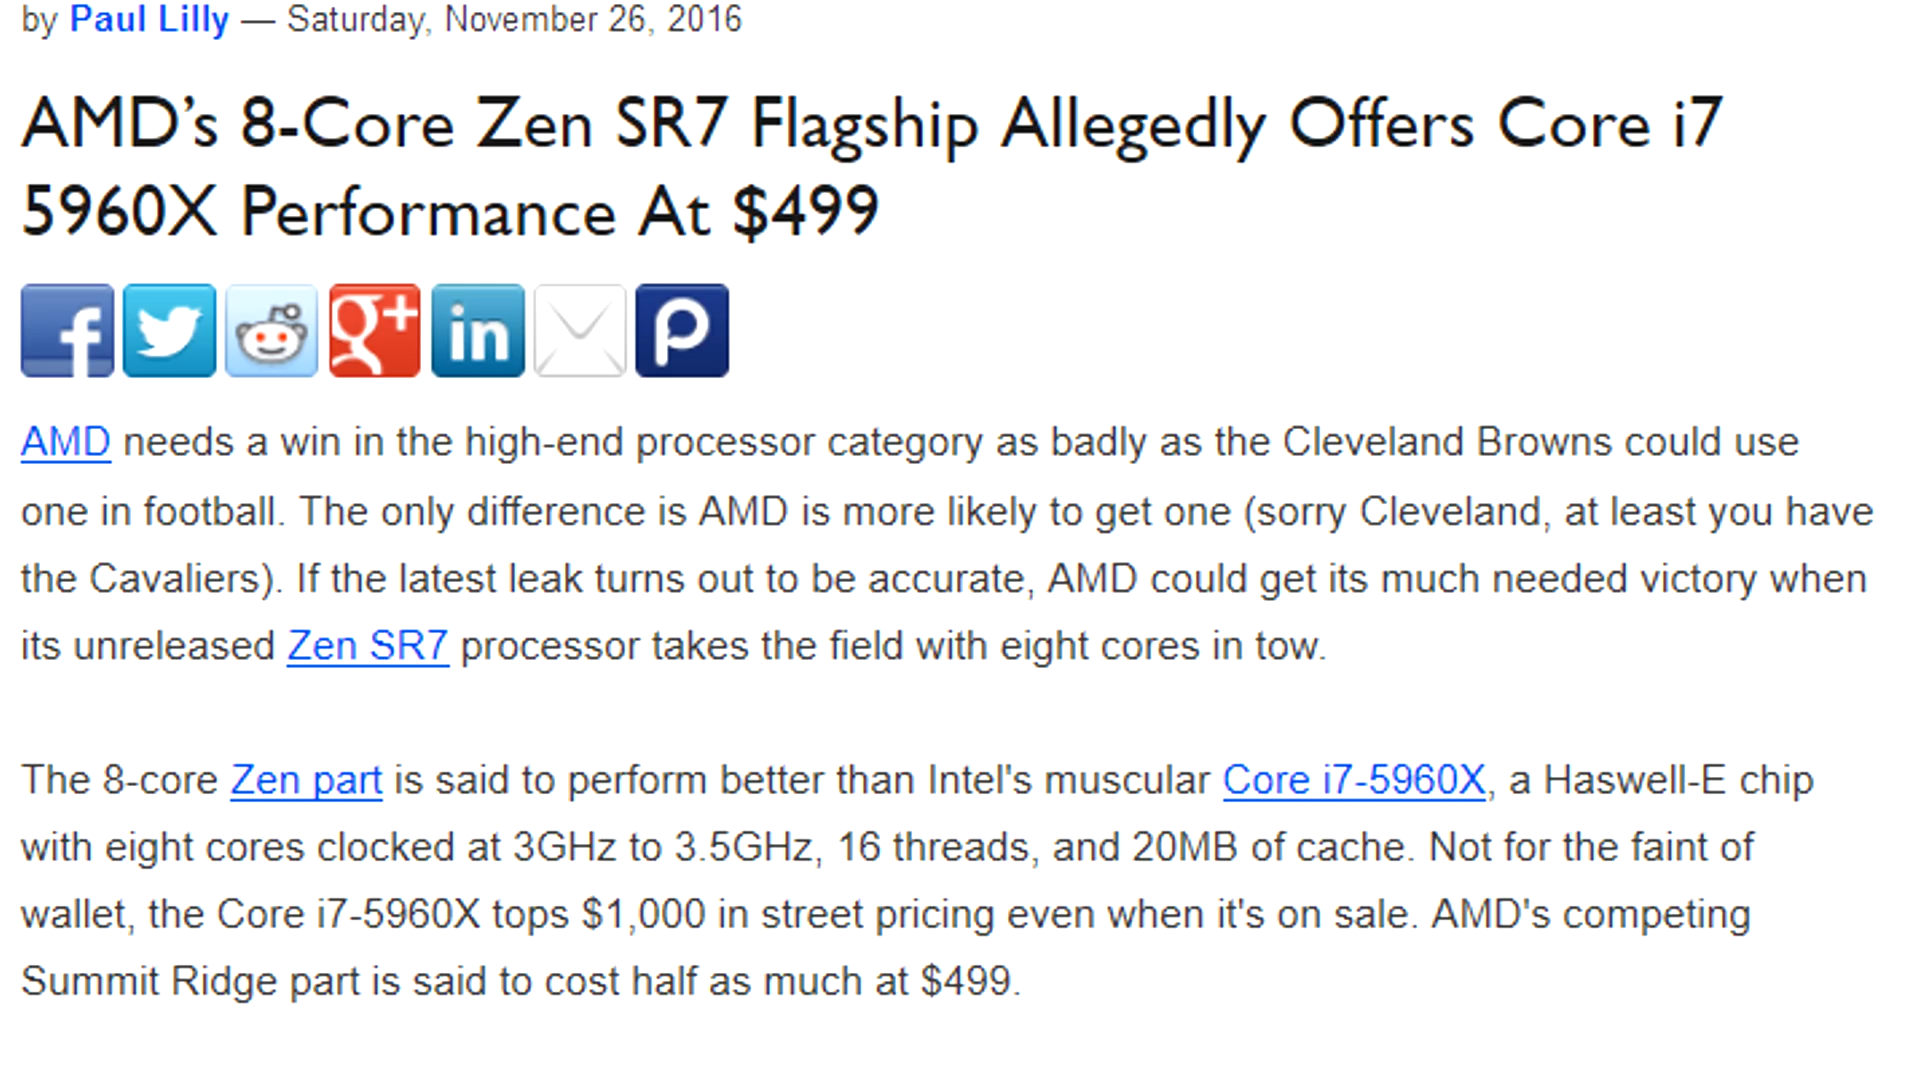 by Paul Lilly — Saturday, November 26, 2016
AMD’s 8-Core Zen SR7 Flagship Allegedly Offers Core i7
5960X Performance At $499
f
g+
in
P
AMD needs a win in the high-end processor category as badly as the Cleveland Browns could use
one in football. The only difference is AMD is more likely to get one (sorry Cleveland, at least you have
the Cavaliers). If the latest leak turns out to be accurate, AMD could get its much needed victory when
its unreleased Zen SR7 processor takes the field with eight cores in tow.
The 8-core Zen part is said to perform better than Intel's muscular Core i7-5960X, a Haswell-E chip
with eight cores clocked at 3GHz to 3.5GHz, 16 threads, and 20MB of cache. Not for the faint of
wallet, the Core i7-5960X tops $1,000 in street pricing even when it's on sale. AMD's competing
Summit Ridge part is said to cost half as much at $499.